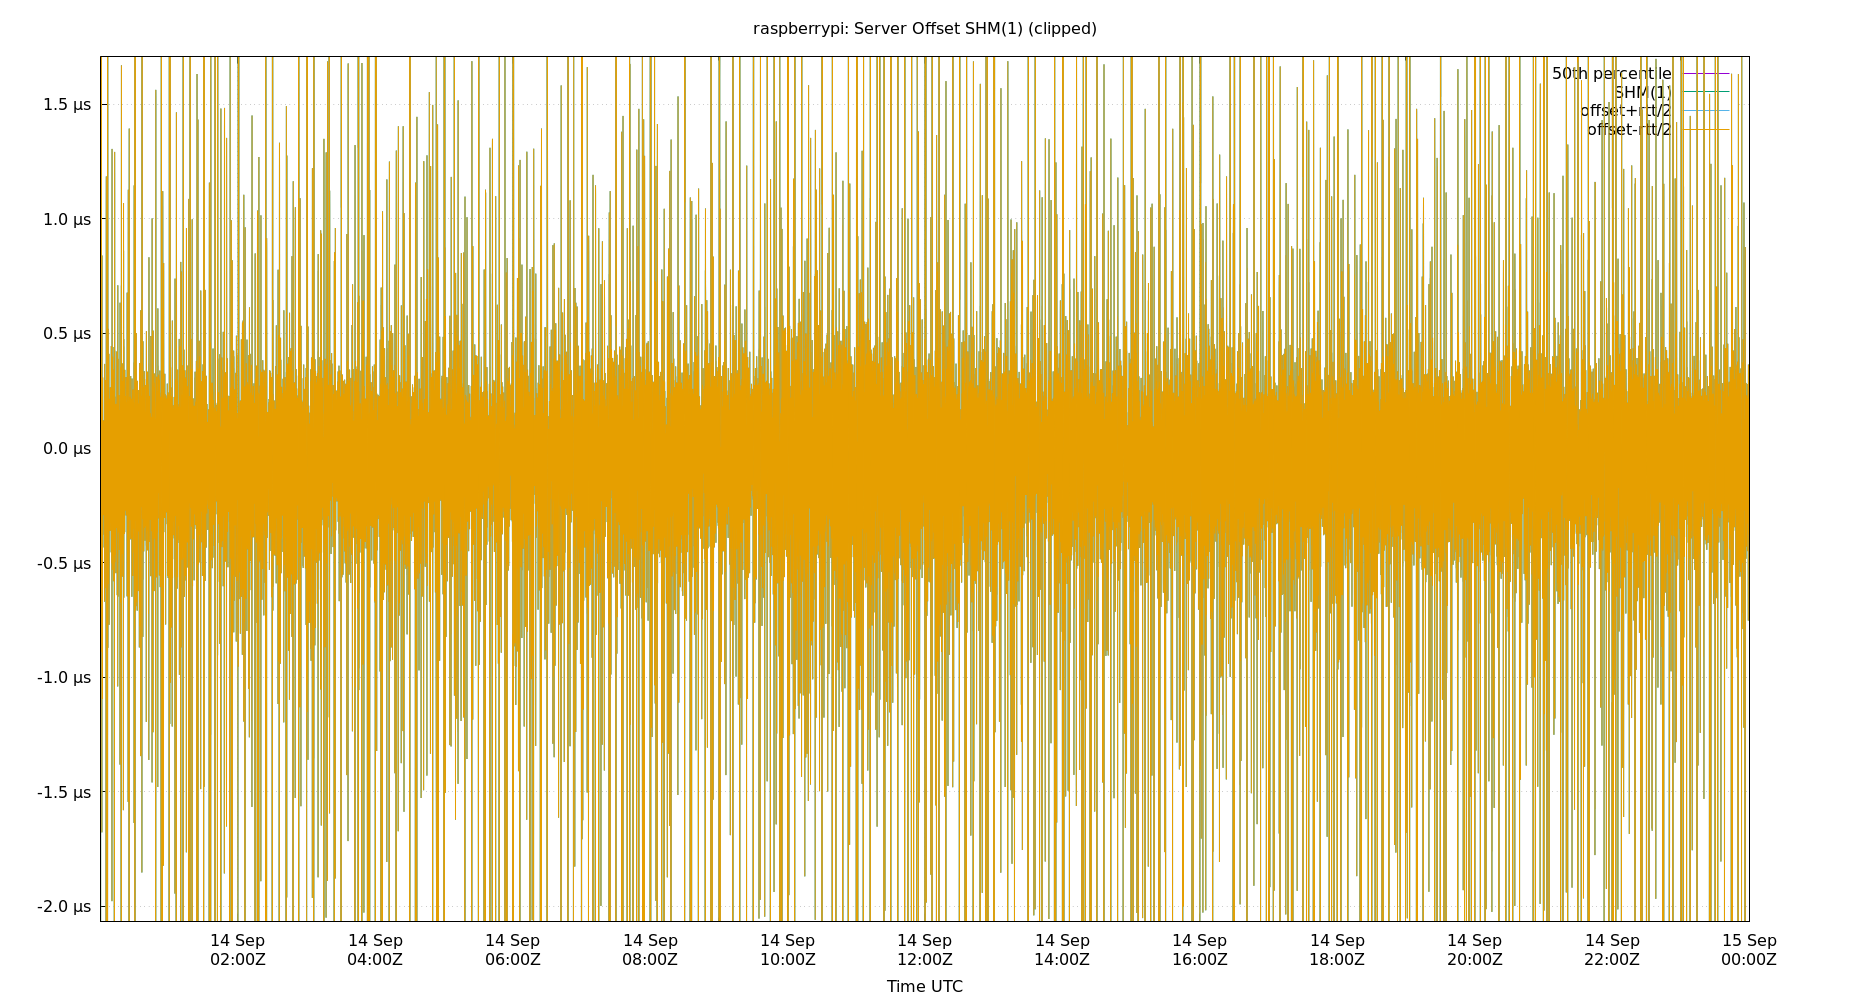 raspberrypi: Server Offset SHM(1) (clipped)
50th percentile
SHM(1)
offset+rtt/2
offset-rtt/2
1.5 μs
1.0 μs
0.5 μs
0.0 μs
-0.5 μs
-1.0 μs
-1.5 μs
-2.0 μs
14 Sep 14 Sep 14 Sep 14 Sep 14 Sep 14 Sep 14 Sep 14 Sep 14 Sep 14 Sep 14 Sep 15 Sep
02:00Z 04:00Z 06:00Z 08:00Z 10:00Z 12:00Z 14:00Z 16:00Z 18:00Z 20:00Z 22:00Z 00:00Z
Time UTC